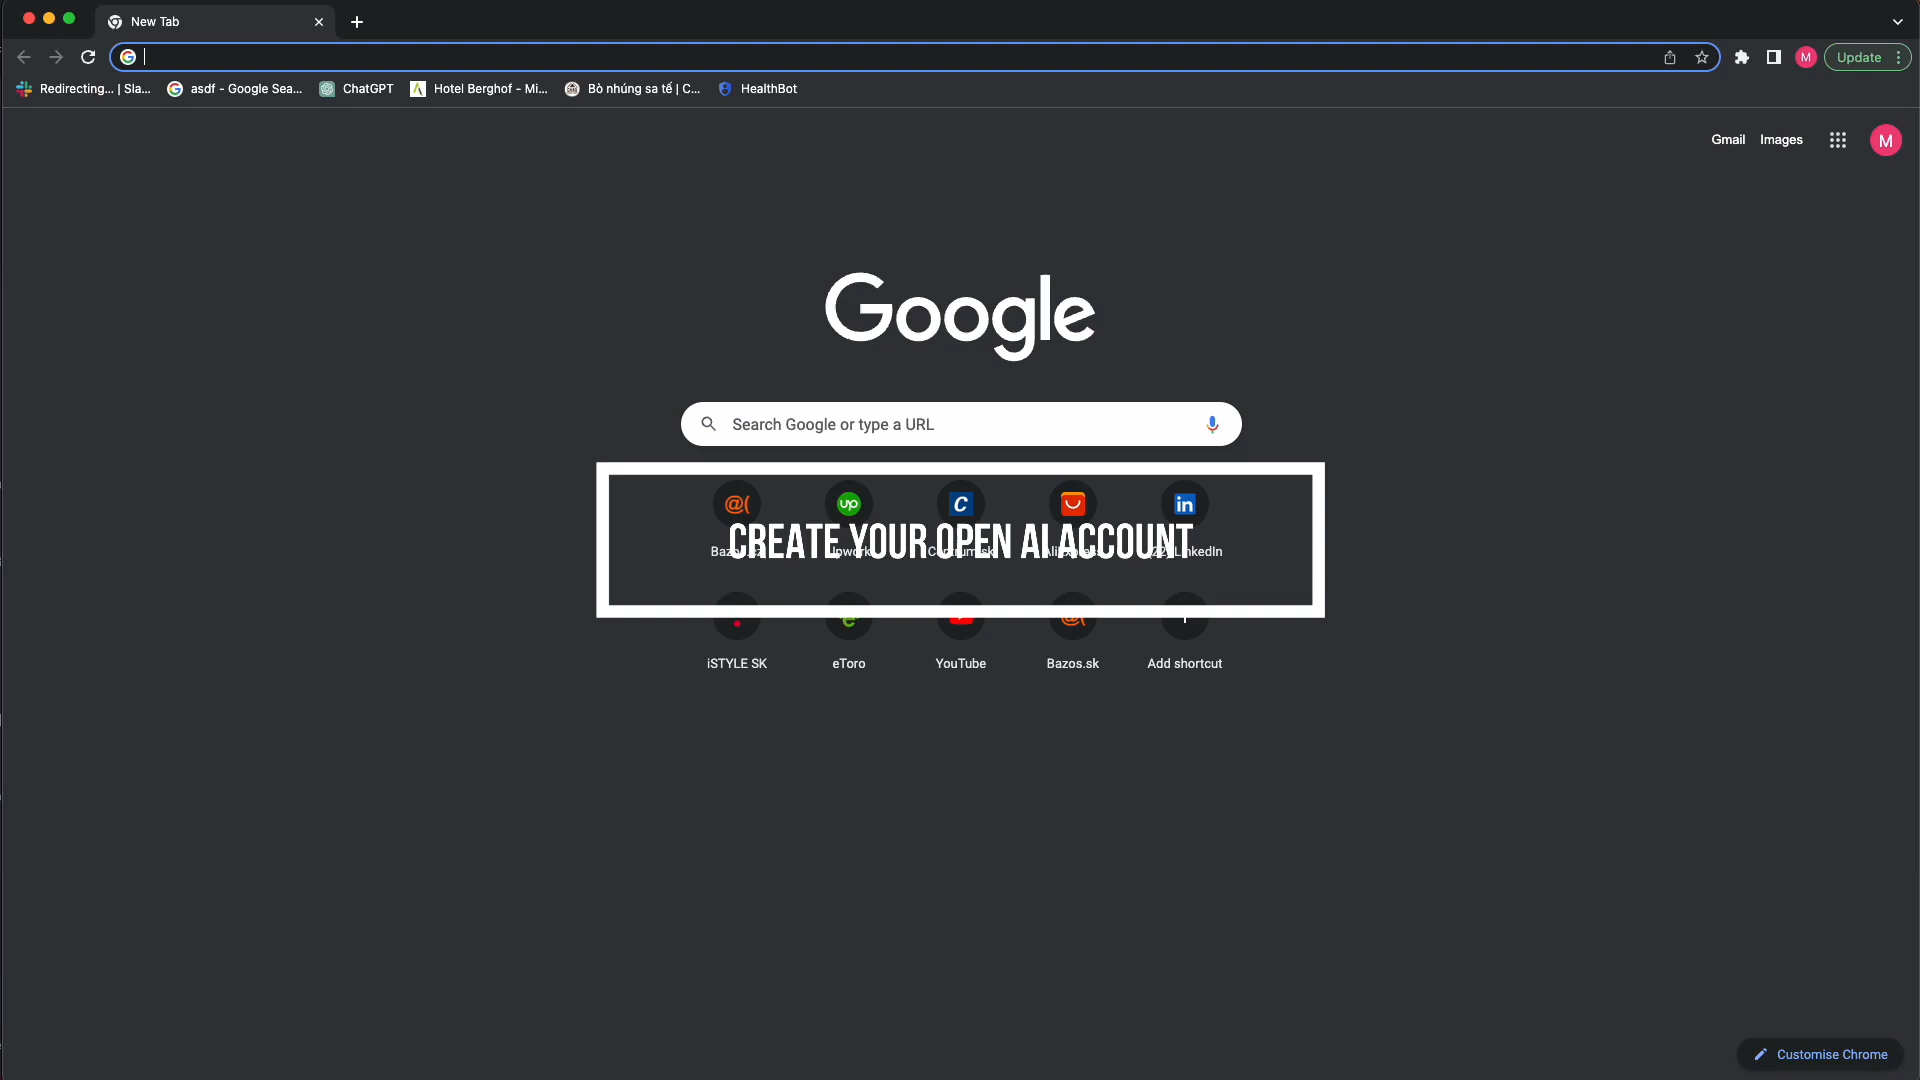 New Tab
Update
Redirecting... | Sla...
asdf - Google Sea...
ChatGPT
Hotel Berghof - Mi...
Bò nhúng sa tế | C...
HealthBot
Gmail
Images
M
M
Google
Search Google or type a URL
@(
up
C
in
CREATE YOUR OPEN AI ACCOUNT
@(
iSTYLE SK
eToro
YouTube
Bazos.sk
Add shortcut
Customise Chrome